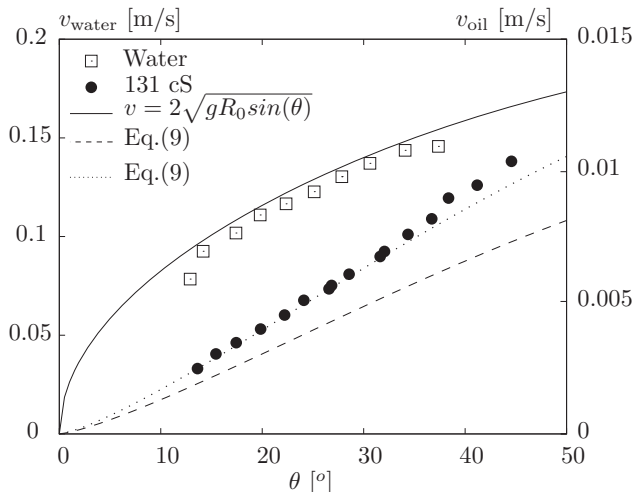 v_water [m/s] v_oil [m/s]
0.2 0.015
Water
131 cS
v = 2√gR_0sin(θ)
0.15
Eq.(9)
0.01
Eq.(9)
0.1
0.005
0.05
0 0
0 10 20 30 40 50
θ [°]